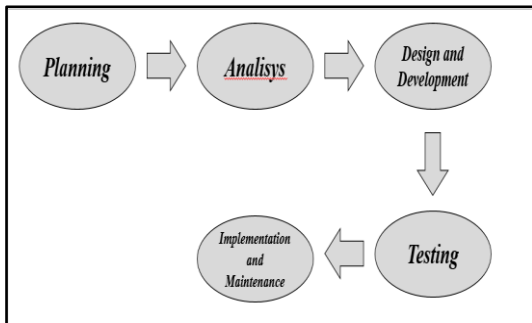 Planning
Analisys
Design and
Development
Implementation
and
Maintenance
Testing